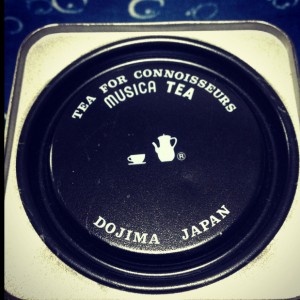 TEA FOR CONNOISSEURS
MUSICA TEA
®
DOJIMA JAPAN